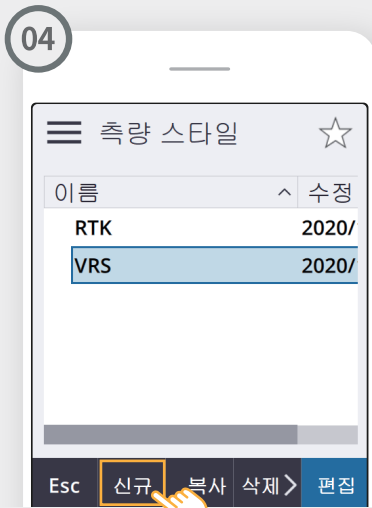 04
측량 스타일
이름 수정
RTK 2020/
VRS 2020/
Esc 신규 복사 삭제 편집